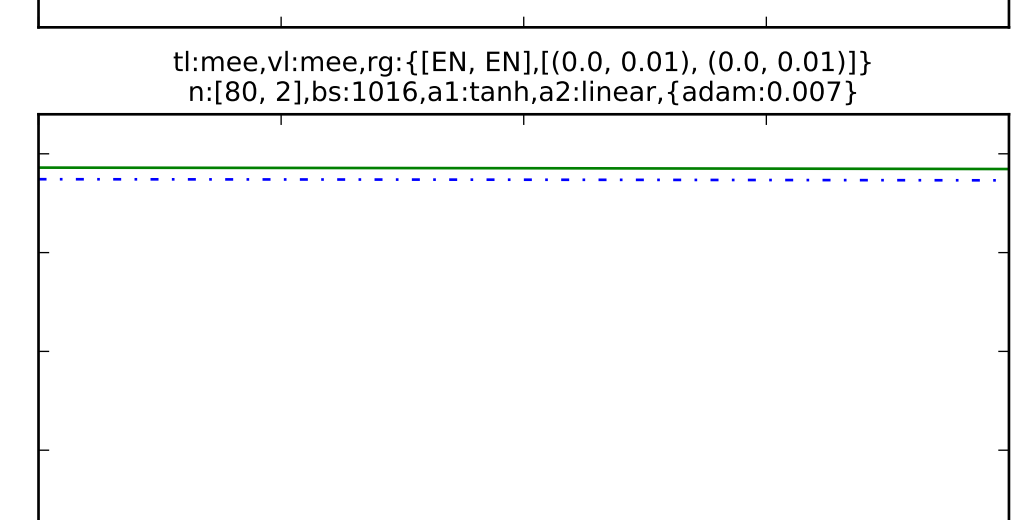 tl:mee,vl:mee,rg:{[EN, EN],[(0.0, 0.01), (0.0, 0.01)]}
n:[80, 2],bs:1016,a1:tanh,a2:linear,{adam:0.007}